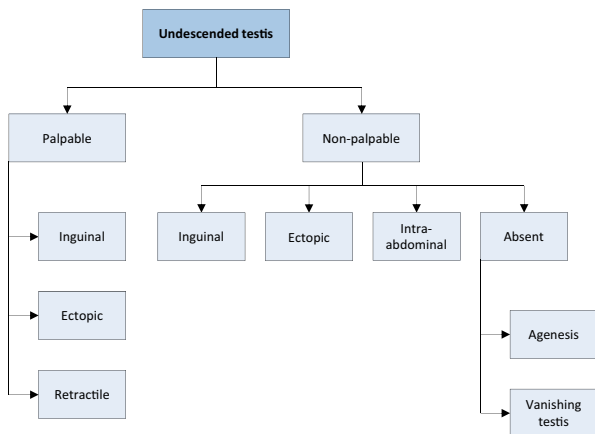 Undescended testis
Palpable
Non-palpable
Inguinal
Ectopic
Retractile
Inguinal
Ectopic
Intra-
abdominal
Absent
Agenesis
Vanishing
testis